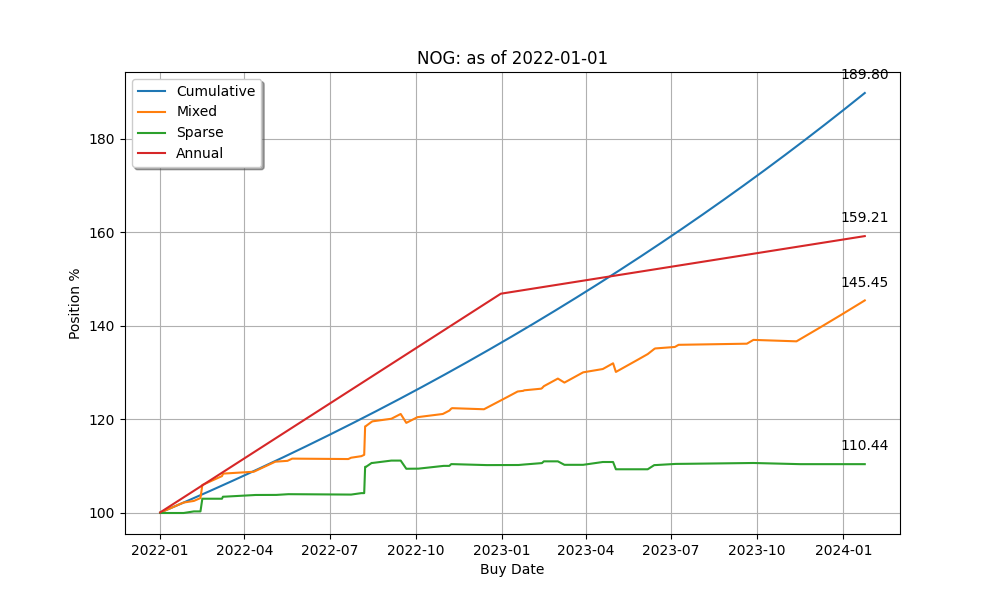 NOG: as of 2022-01-01
189.80
Cumulative
Mixed
Sparse
Annual
180
160
140
120
100
159.21
145.45
110.44
Position %
2022-01
2022-04
2022-07
2022-10
2023-01
2023-04
2023-07
2023-10
2024-01
Buy Date